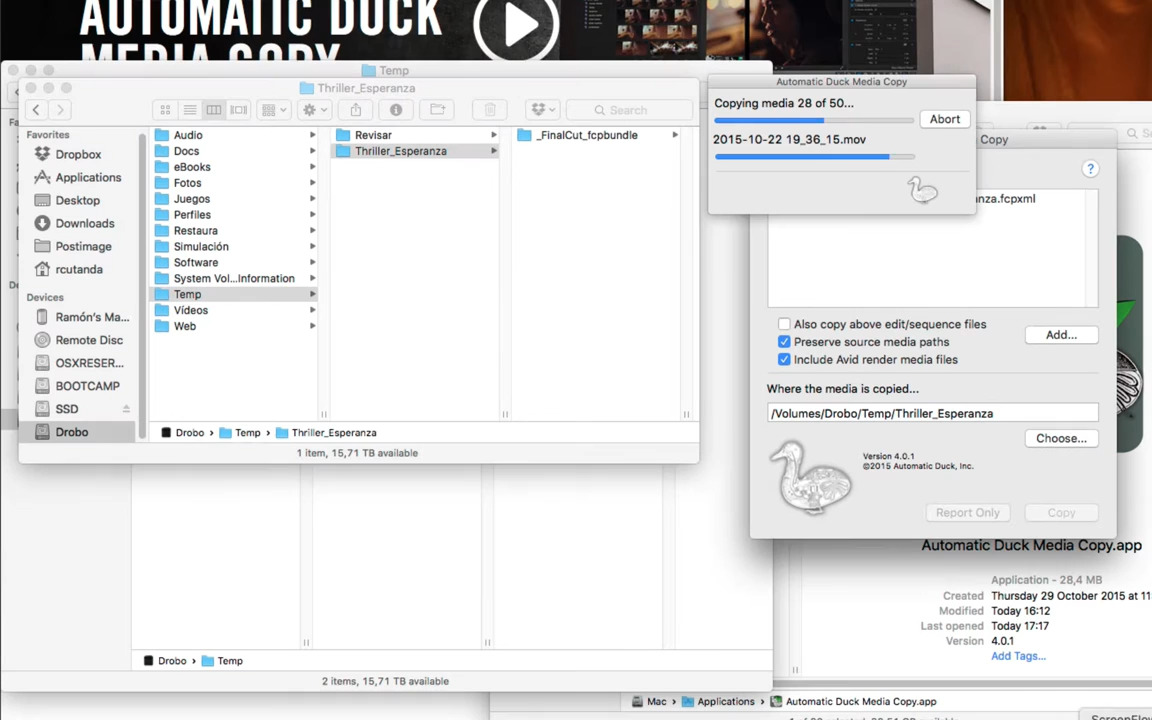 AUTOMATIC DUCK
MEDIA COPY
Temp
Thriller_Esperanza
Search
Favorites
Dropbox
Applications
Desktop
Downloads
Postimage
rcutanda
Devices
Ramón's Ma...
Remote Disc
OSXRESER...
BOOTCAMP
SSD
Drobo
Audio
Docs
eBooks
Fotos
Juegos
Perfiles
Restaura
Simulación
Software
System Vol...Information
Temp
Vídeos
Web
Revisar
Thriller_Esperanza
_FinalCut_fcpbundle
Drobo › Temp › Thriller_Esperanza
1 item, 15,71 TB available
Drobo › Temp
2 items, 15,71 TB available
Automatic Duck Media Copy
Copying media 28 of 50...
Abort
2015-10-22 19_36_15.mov
Copy
?
nza.fcpxml
Also copy above edit/sequence files
Preserve source media paths
Include Avid render media files
Add...
Where the media is copied...
/Volumes/Drobo/Temp/Thriller_Esperanza
Choose...
Version 4.0.1
©2015 Automatic Duck, Inc.
Report Only
Copy
Automatic Duck Media Copy.app
Application - 28,4 MB
Created Thursday 29 October 2015 at 11
Modified Today 16:12
Last opened Today 17:17
Version 4.0.1
Add Tags...
Mac › Applications › Automatic Duck Media Copy.app
ScreenFlow